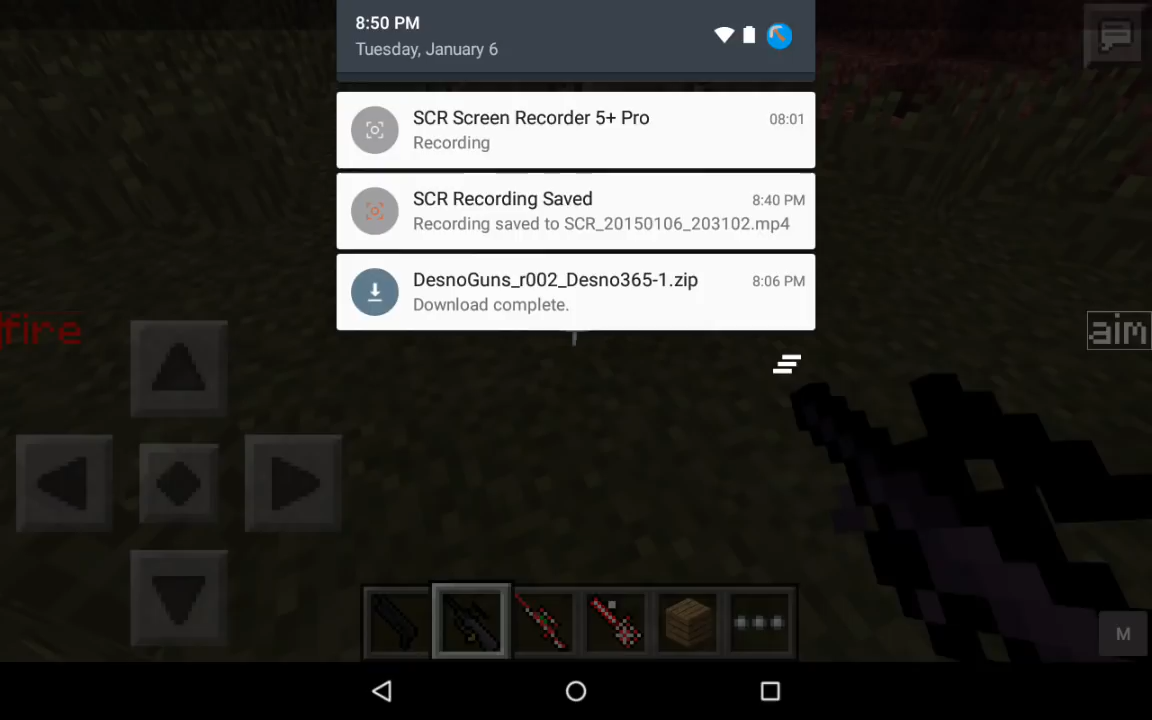 8:50 PM
Tuesday, January 6
SCR Screen Recorder 5+ Pro
08:01
Recording
SCR Recording Saved
8:40 PM
Recording saved to SCR_20150106_203102.mp4
DesnoGuns_r002_Desno365-1.zip
8:06 PM
Download complete.
fire
aim
M